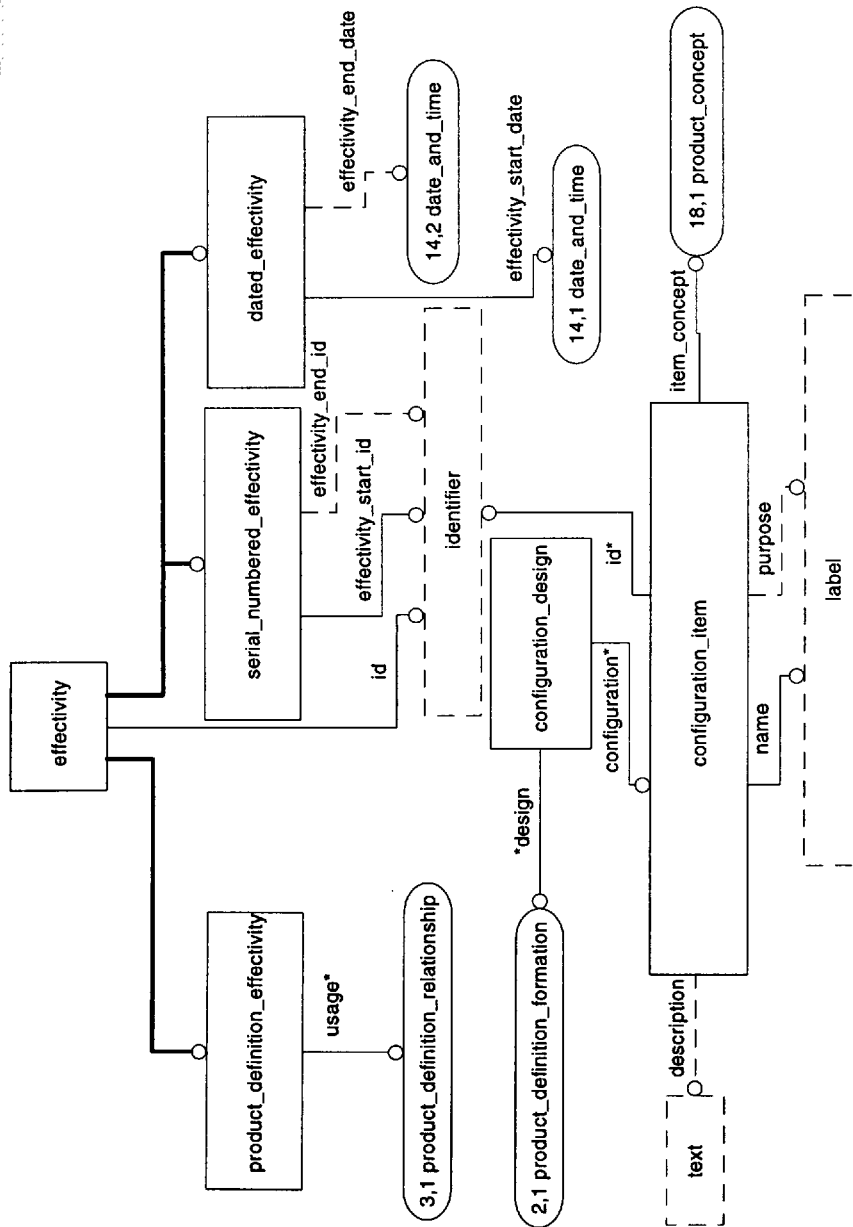 effectivity
product_definition_effectivity
serial_numbered_effectivity
dated_effectivity
usage*
id
effectivity_start_id
effectivity_end_id
effectivity_start_date
effectivity_end_date
3,1 product_definition_relationship
identifier
14,1 date_and_time
14,2 date_and_time
*design
configuration_design
2,1 product_definition_formation
configuration*
id*
description
configuration_item
item_concept
text
18,1 product_concept
name
purpose
label